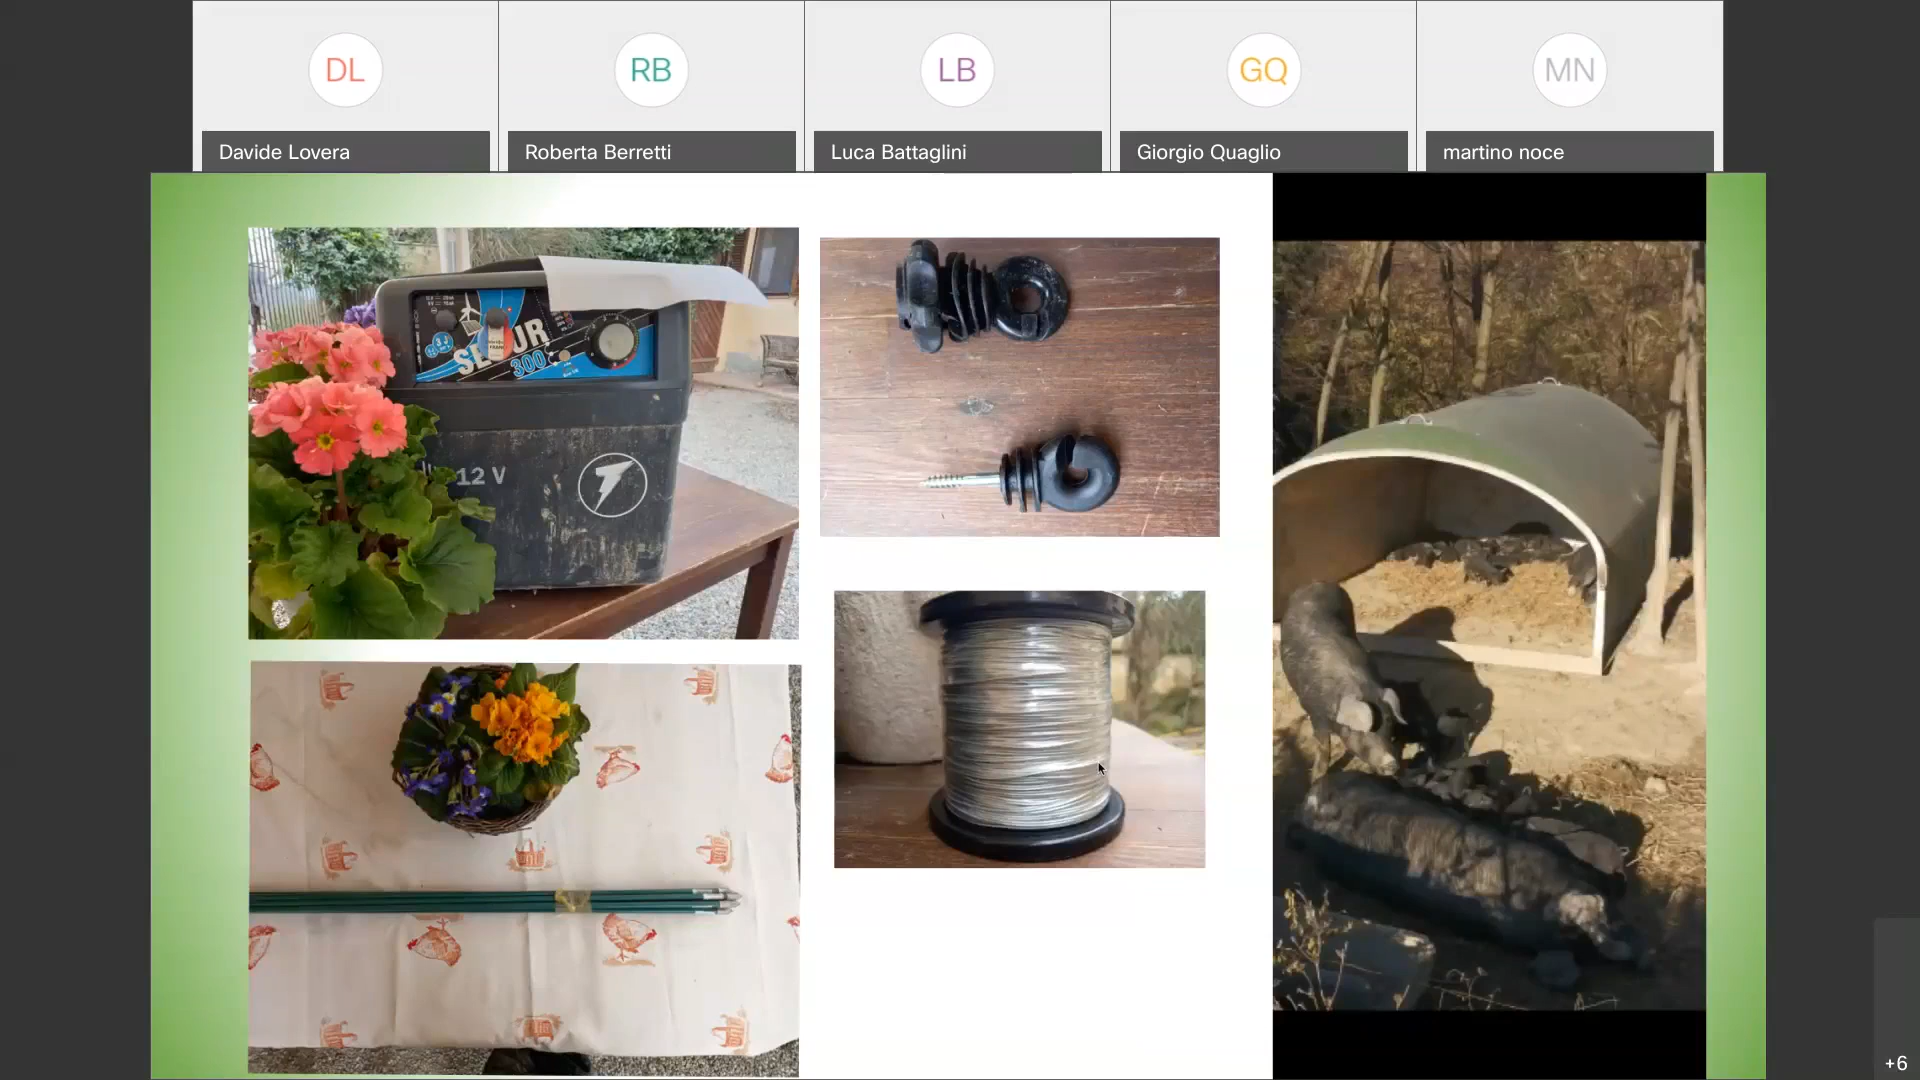 DL
RB
LB
GQ
MN
Davide Lovera
Roberta Berretti
Luca Battaglini
Giorgio Quaglio
martino noce
300
12 V
+6